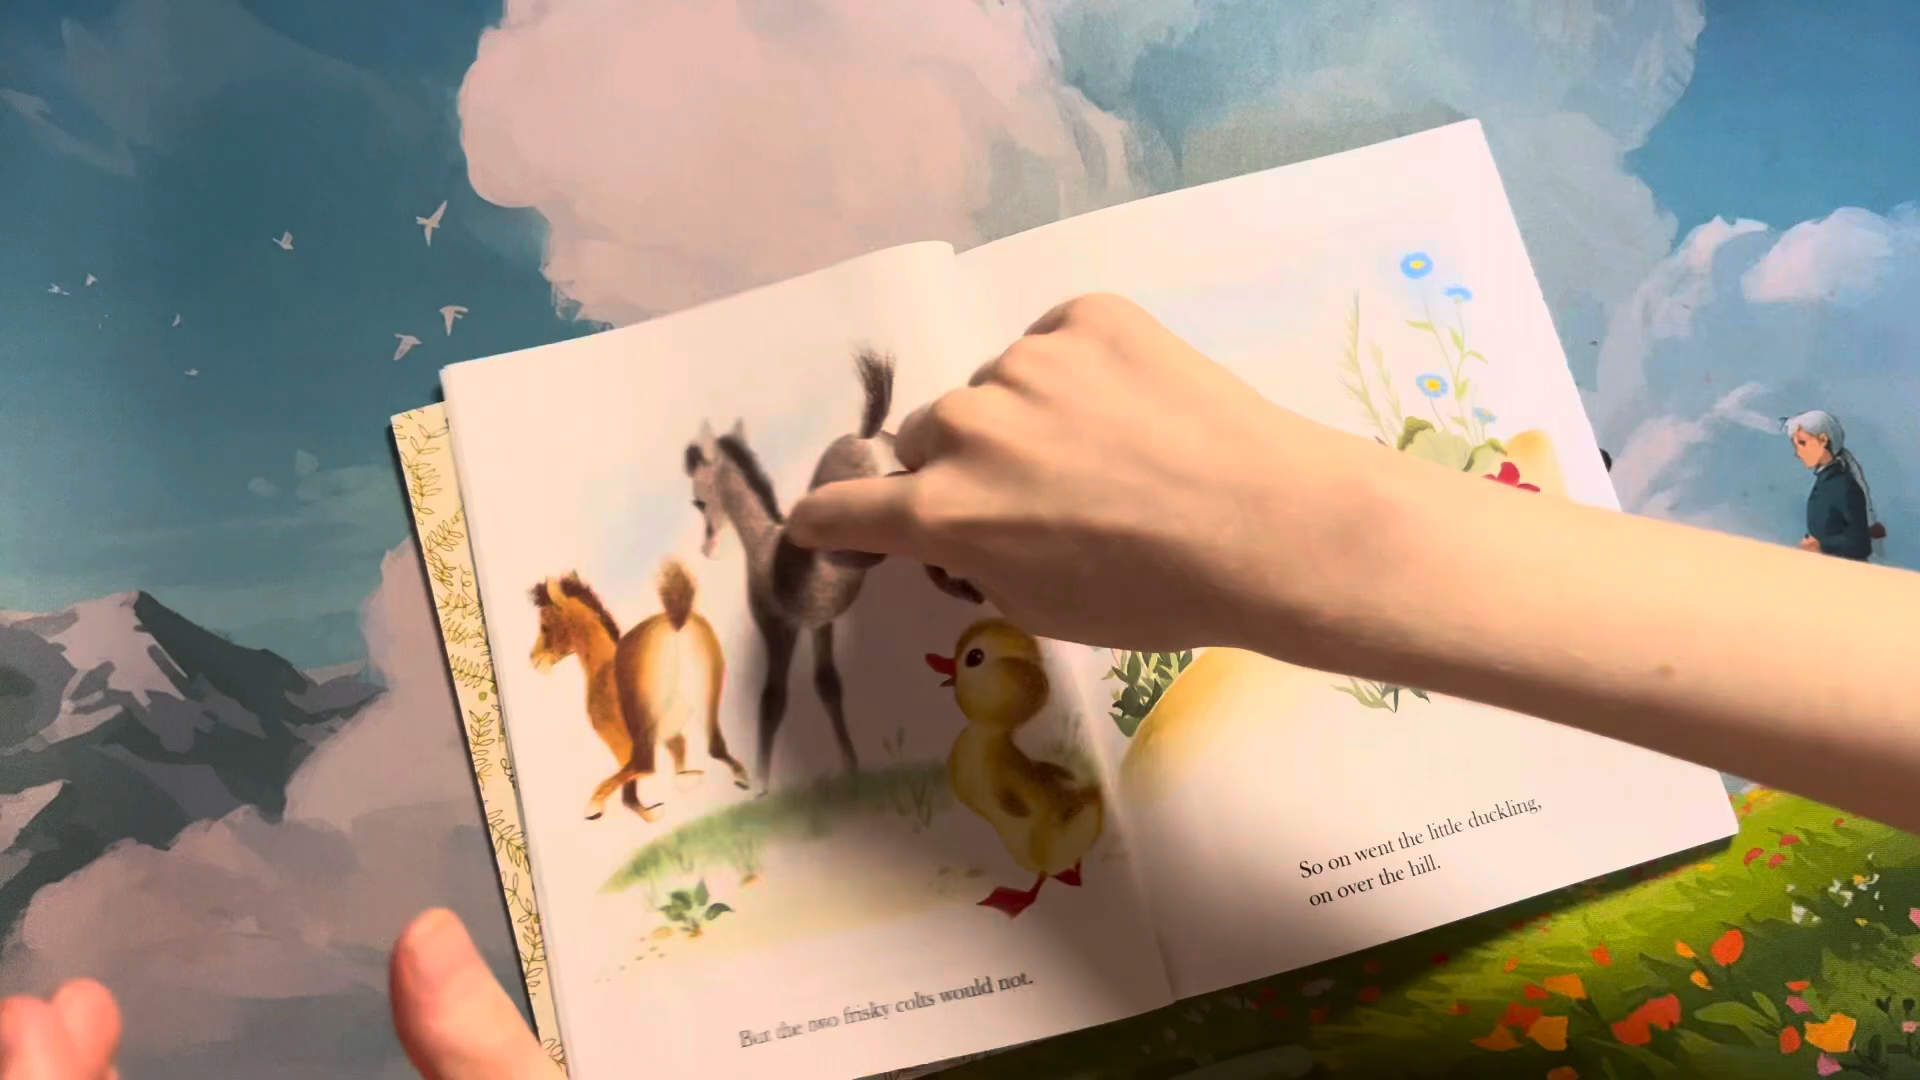 But the two frisky colts would not.
So on went the little duckling,
on over the hill.